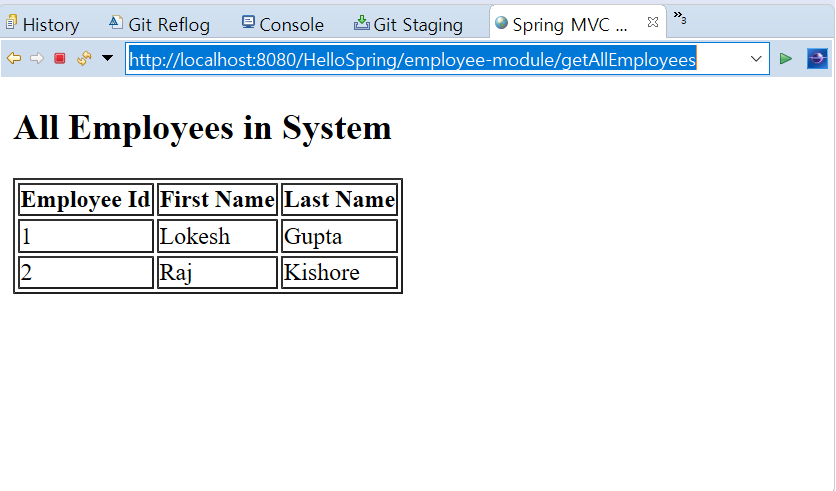 History Git Reflog Console Git Staging Spring MVC ... »3
http://localhost:8080/HelloSpring/employee-module/getAllEmployees
All Employees in System
Employee Id First Name Last Name
1 Lokesh Gupta
2 Raj Kishore